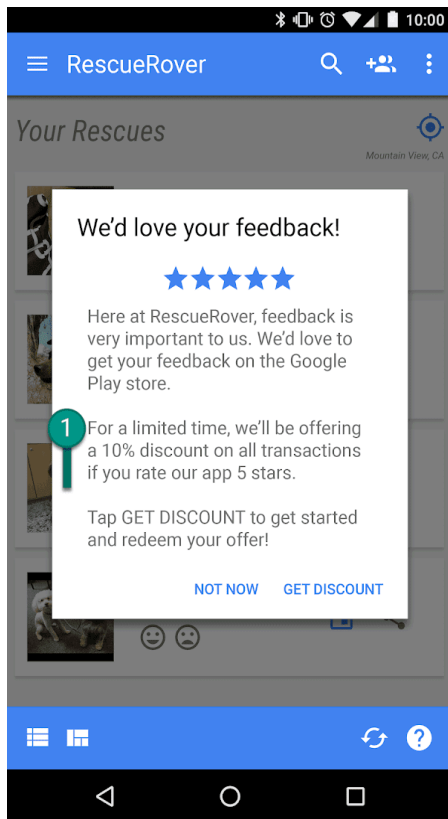 10:00
RescueRover
Your Rescues
Mountain View, CA
We’d love your feedback!
Here at RescueRover, feedback is
very important to us. We’d love to
get your feedback on the Google
Play store.
1
For a limited time, we’ll be offering
a 10% discount on all transactions
if you rate our app 5 stars.
Tap GET DISCOUNT to get started
and redeem your offer!
NOT NOW GET DISCOUNT